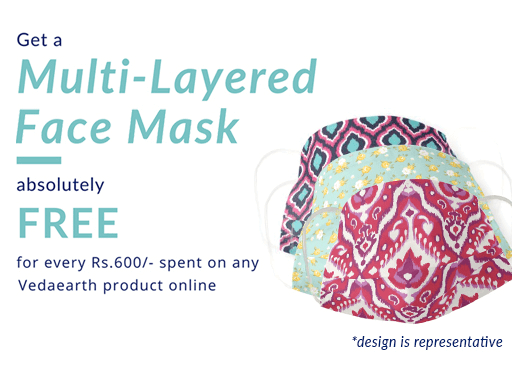 Get a
Multi-Layered
Face Mask
absolutely
FREE
for every Rs.600/- spent on any
Vedaearth product online
*design is representative